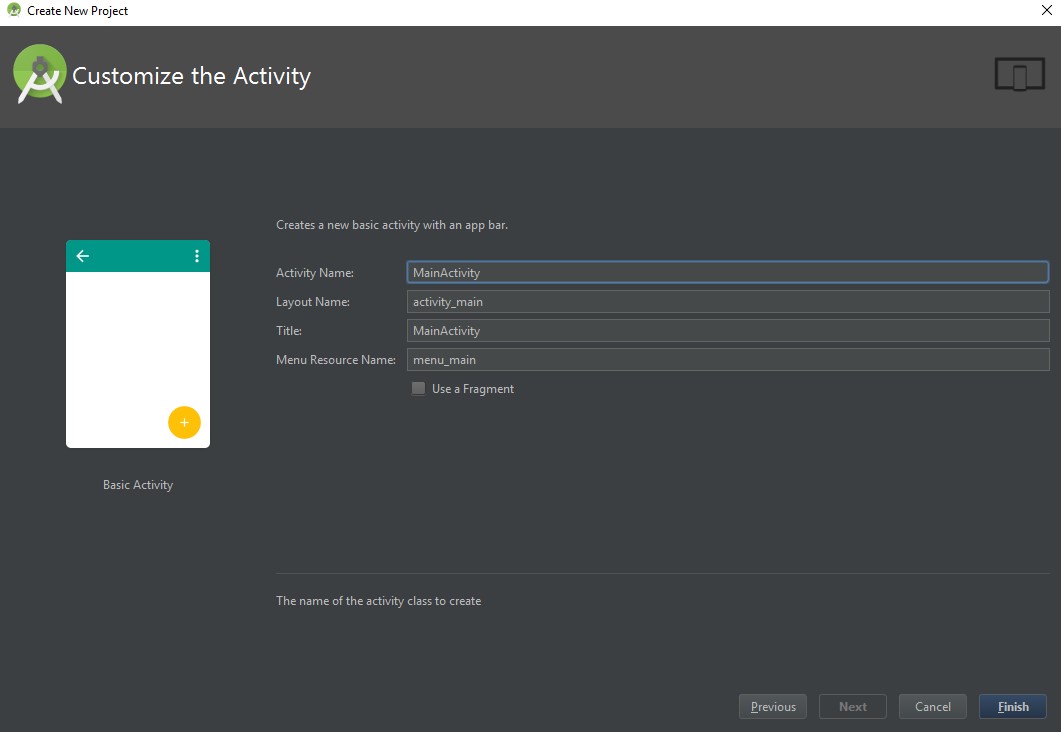 Create New Project
Customize the Activity
Creates a new basic activity with an app bar.
Activity Name: MainActivity
Layout Name: activity_main
Title: MainActivity
Menu Resource Name: menu_main
Use a Fragment
Basic Activity
The name of the activity class to create
Previous Next Cancel Finish